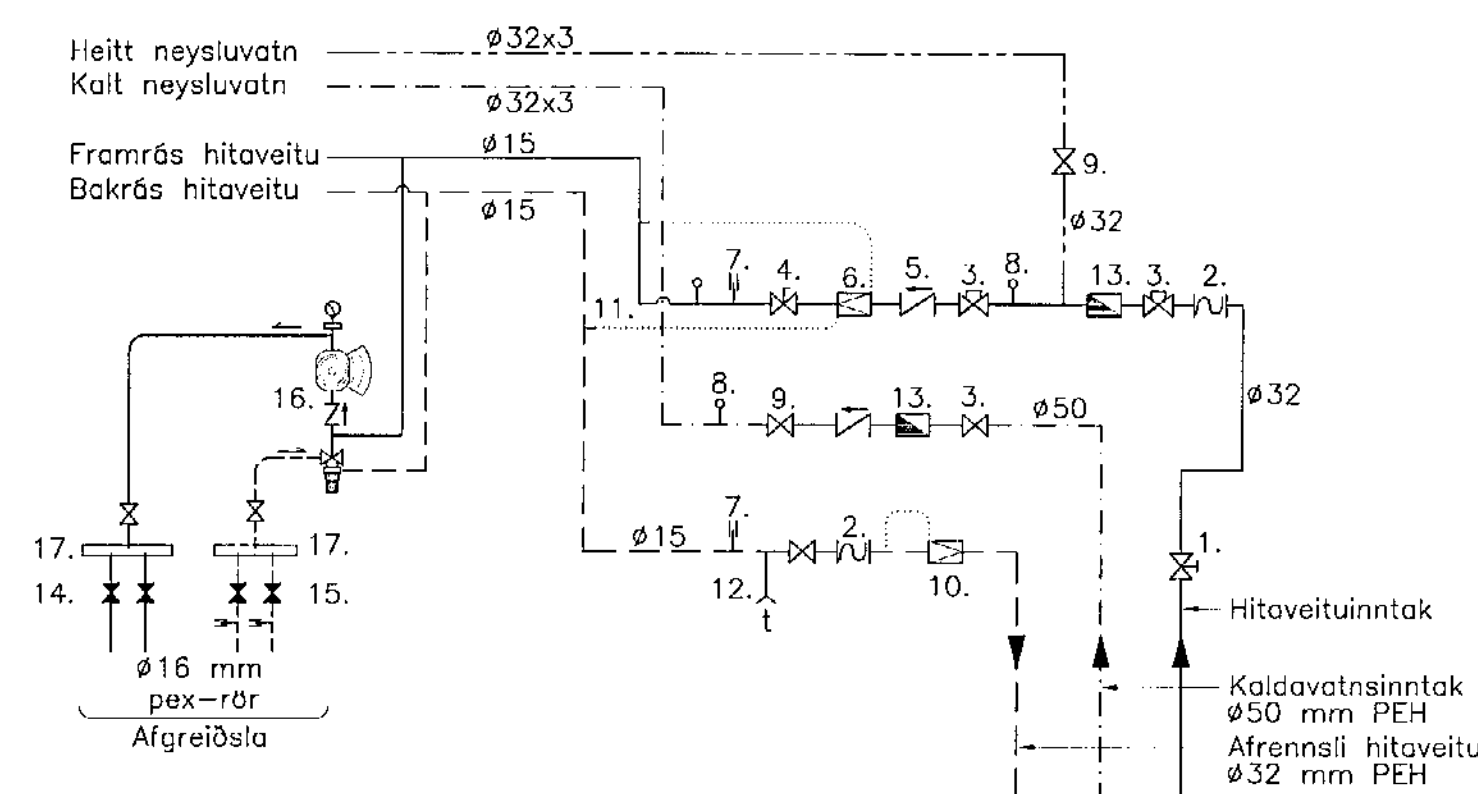 Heitt neysluvatn
ø32x3
Kalt neysluvatn
ø32x3
Framrás hitaveitu
ø15
Bakrás hitaveitu
ø15
9.
ø32
7.
4.
6.
5.
3.
8.
13.
3.
2.
11.
16.
8.
9.
13.
3.
ø50
ø32
17.
17.
14.
15.
ø15
7.
2.
12.
t
10.
1.
Hitaveituinntak
ø16 mm
pex-rör
Afgreiðsla
Kaldavatnsinntak
ø50 mm PEH
Afrennsli hitaveitu
ø32 mm PEH